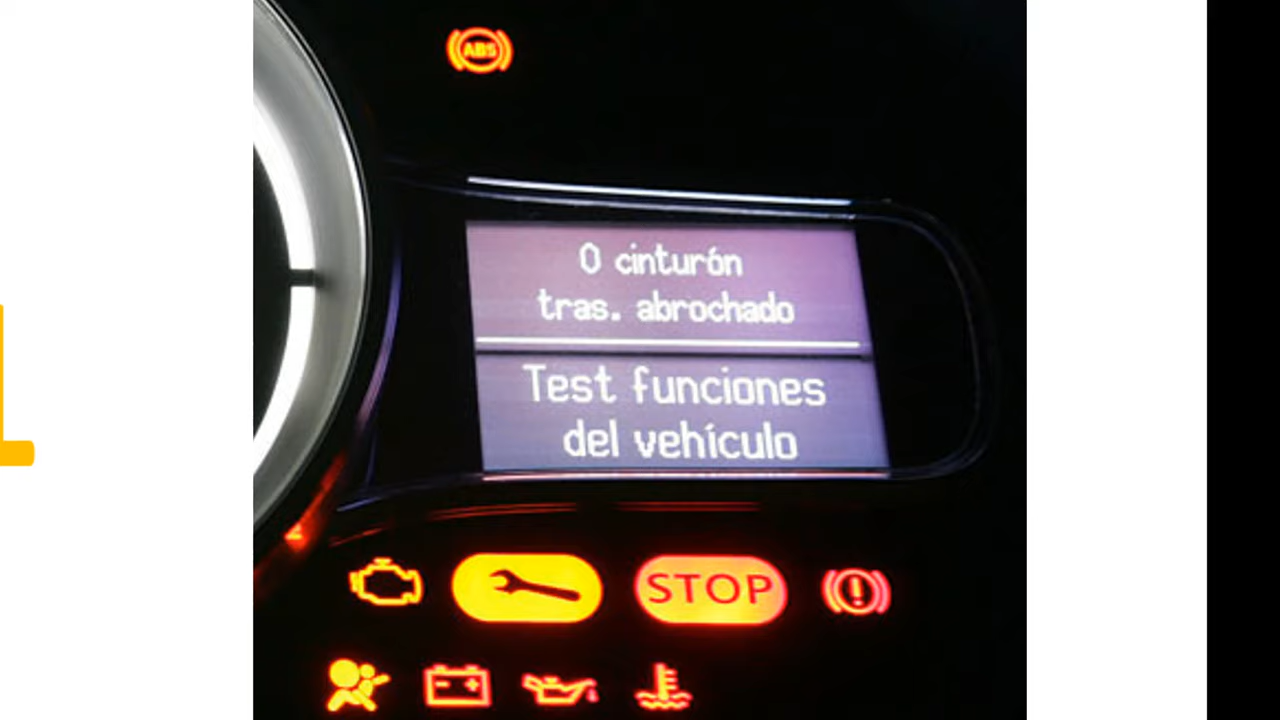 ABS
0 cinturón
tras. abrochado
Test funciones
del vehículo
STOP